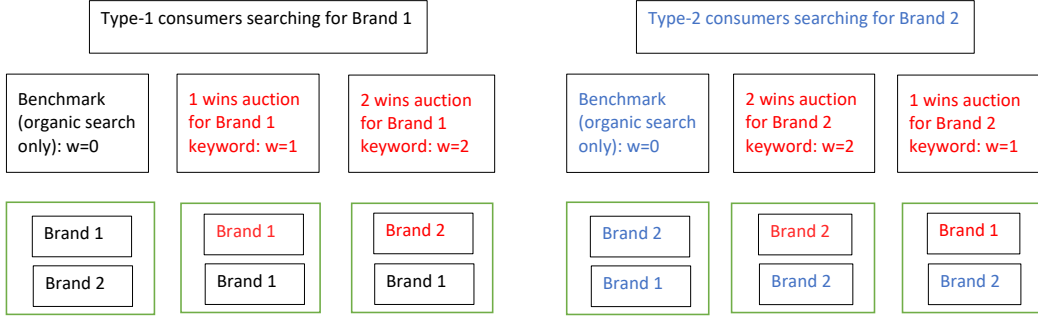 Type-1 consumers searching for Brand 1
Type-2 consumers searching for Brand 2
Benchmark
(organic search
only): w=0
1 wins auction
for Brand 1
keyword: w=1
2 wins auction
for Brand 1
keyword: w=2
Benchmark
(organic search
only): w=0
2 wins auction
for Brand 2
keyword: w=2
1 wins auction
for Brand 2
keyword: w=1
Brand 1
Brand 2
Brand 1
Brand 1
Brand 2
Brand 1
Brand 2
Brand 1
Brand 2
Brand 2
Brand 1
Brand 2